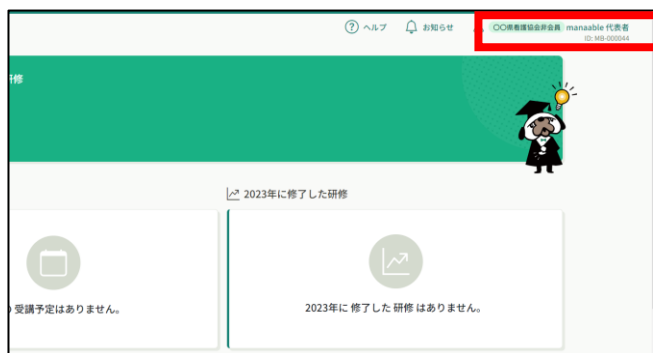 ヘルプ お知らせ 〇〇県看護協会非会員 manaable 代表者
ID: MB-000044
研修
2023年に修了した研修
受講予定はありません。
2023年に 修了した 研修 はありません。